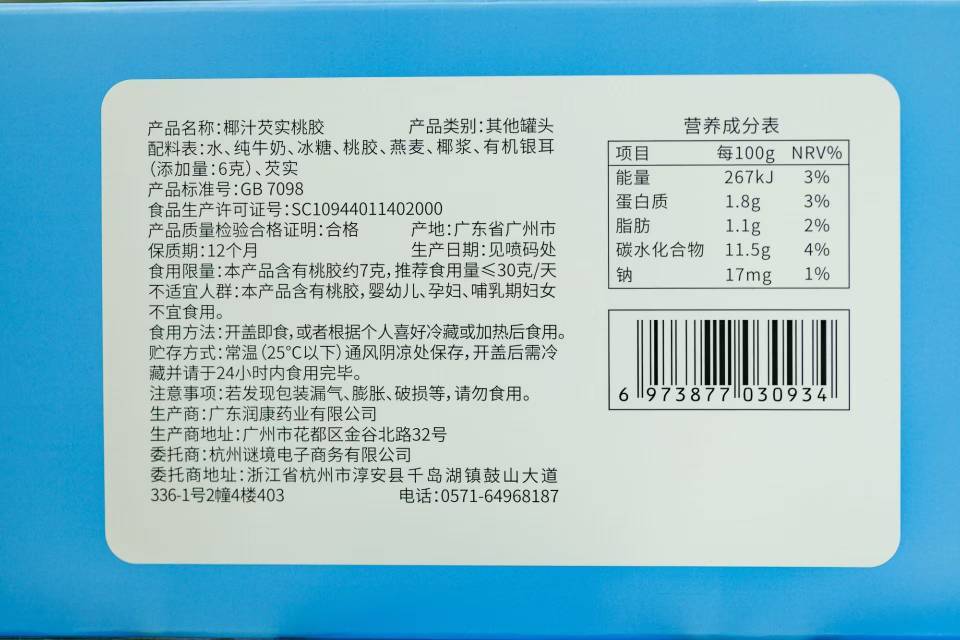 产品名称:椰汁芡实桃胶 产品类别:其他罐头
配料表:水、纯牛奶、冰糖、桃胶、燕麦、椰浆、有机银耳
(添加量:6克)、芡实
产品标准号:GB 7098
食品生产许可证号:SC10944011402000
产品质量检验合格证明:合格 产地:广东省广州市
保质期:12个月 生产日期:见喷码处
食用限量:本产品含有桃胶约7克,推荐食用量≤30克/天
不适宜人群:本产品含有桃胶,婴幼儿、孕妇、哺乳期妇女
不宜食用。
食用方法:开盖即食,或者根据个人喜好冷藏或加热后食用。
贮存方式:常温(25℃以下)通风阴凉处保存,开盖后需冷
藏并请于24小时内食用完毕。
注意事项:若发现包装漏气、膨胀、破损等,请勿食用。
生产商:广东润康药业有限公司
生产商地址:广州市花都区金谷北路32号
委托商:杭州谜境电子商务有限公司
委托商地址:浙江省杭州市淳安县千岛湖镇鼓山大道
336-1号2幢4楼403 电话:0571-64968187
营养成分表
项目 每100g NRV%
能量 267kJ 3%
蛋白质 1.8g 3%
脂肪 1.1g 2%
碳水化合物 11.5g 4%
钠 17mg 1%
6 973877 030934